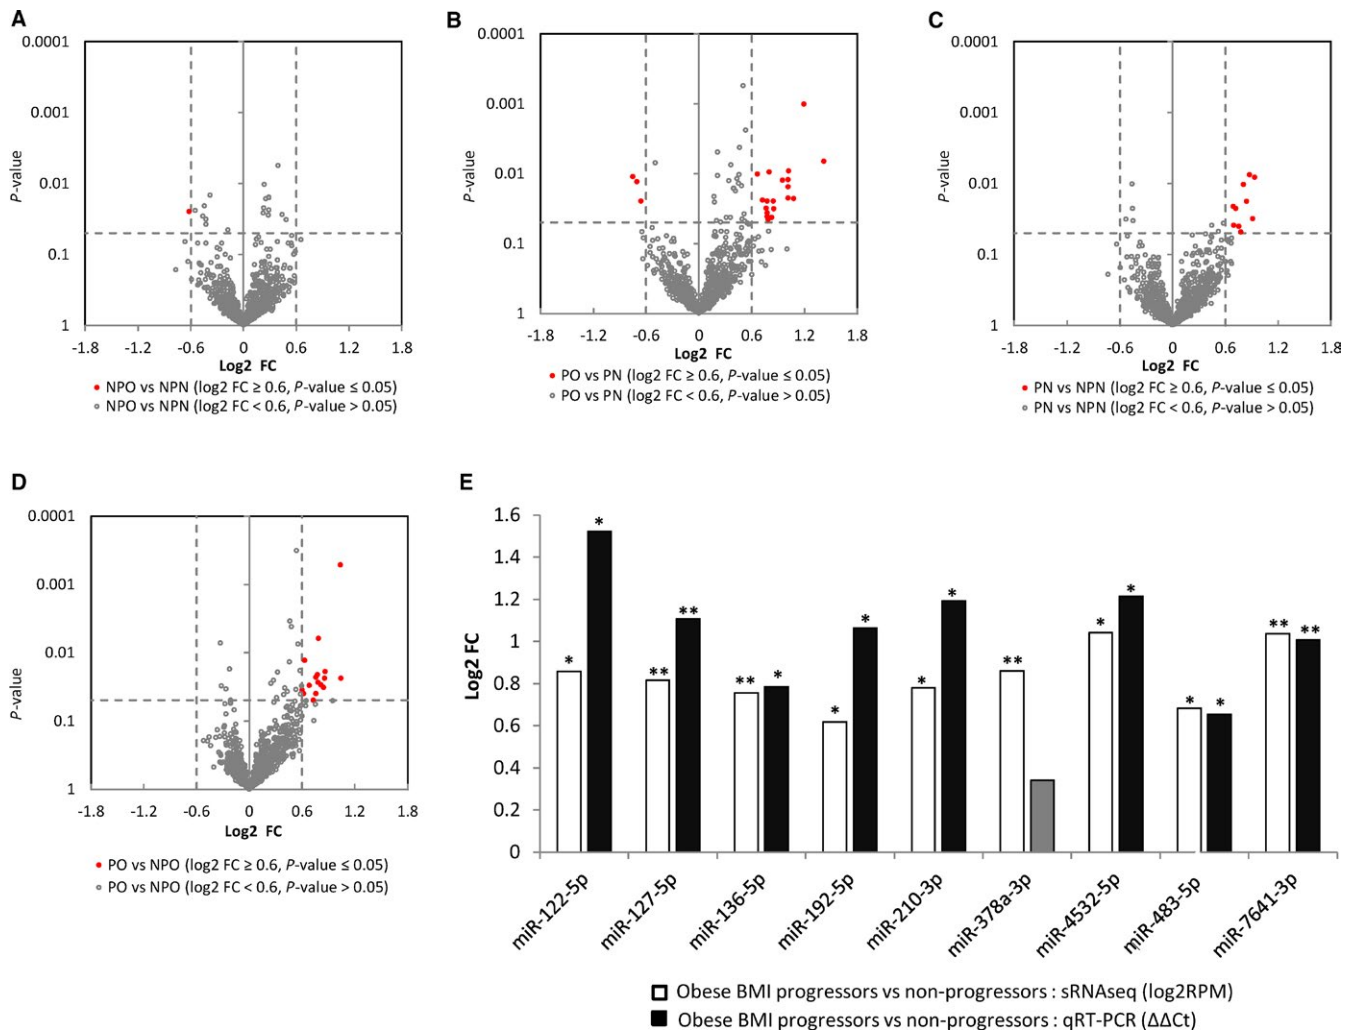 A
0.0001
0.001
0.01
0.1
1
P-value
-1.8 -1.2 -0.6 0 0.6 1.2 1.8
Log2 FC
NPO vs NPN (log2 FC ≥ 0.6, P-value ≤ 0.05)
NPO vs NPN (log2 FC < 0.6, P-value > 0.05)
B
0.0001
0.001
0.01
0.1
1
P-value
-1.8 -1.2 -0.6 0 0.6 1.2 1.8
Log2 FC
PO vs PN (log2 FC ≥ 0.6, P-value ≤ 0.05)
PO vs PN (log2 FC < 0.6, P-value > 0.05)
C
0.0001
0.001
0.01
0.1
1
P-value
-1.8 -1.2 -0.6 0 0.6 1.2 1.8
Log2 FC
PN vs NPN (log2 FC ≥ 0.6, P-value ≤ 0.05)
PN vs NPN (log2 FC < 0.6, P-value > 0.05)
D
0.0001
0.001
0.01
0.1
1
P-value
-1.8 -1.2 -0.6 0 0.6 1.2 1.8
Log2 FC
PO vs NPO (log2 FC ≥ 0.6, P-value ≤ 0.05)
PO vs NPO (log2 FC < 0.6, P-value > 0.05)
E
1.6
1.4
1.2
1
0.8
0.6
0.4
0.2
0
Log2 FC
* * ** ** ** * * * * * ** * * * * ** **
miR-122-5p
miR-127-5p
miR-136-5p
miR-192-5p
miR-210-3p
miR-378a-3p
miR-4532-5p
miR-483-5p
miR-7641-3p
Obese BMI progressors vs non-progressors : sRNAseq (log2RPM)
Obese BMI progressors vs non-progressors : qRT-PCR (ΔΔCt)